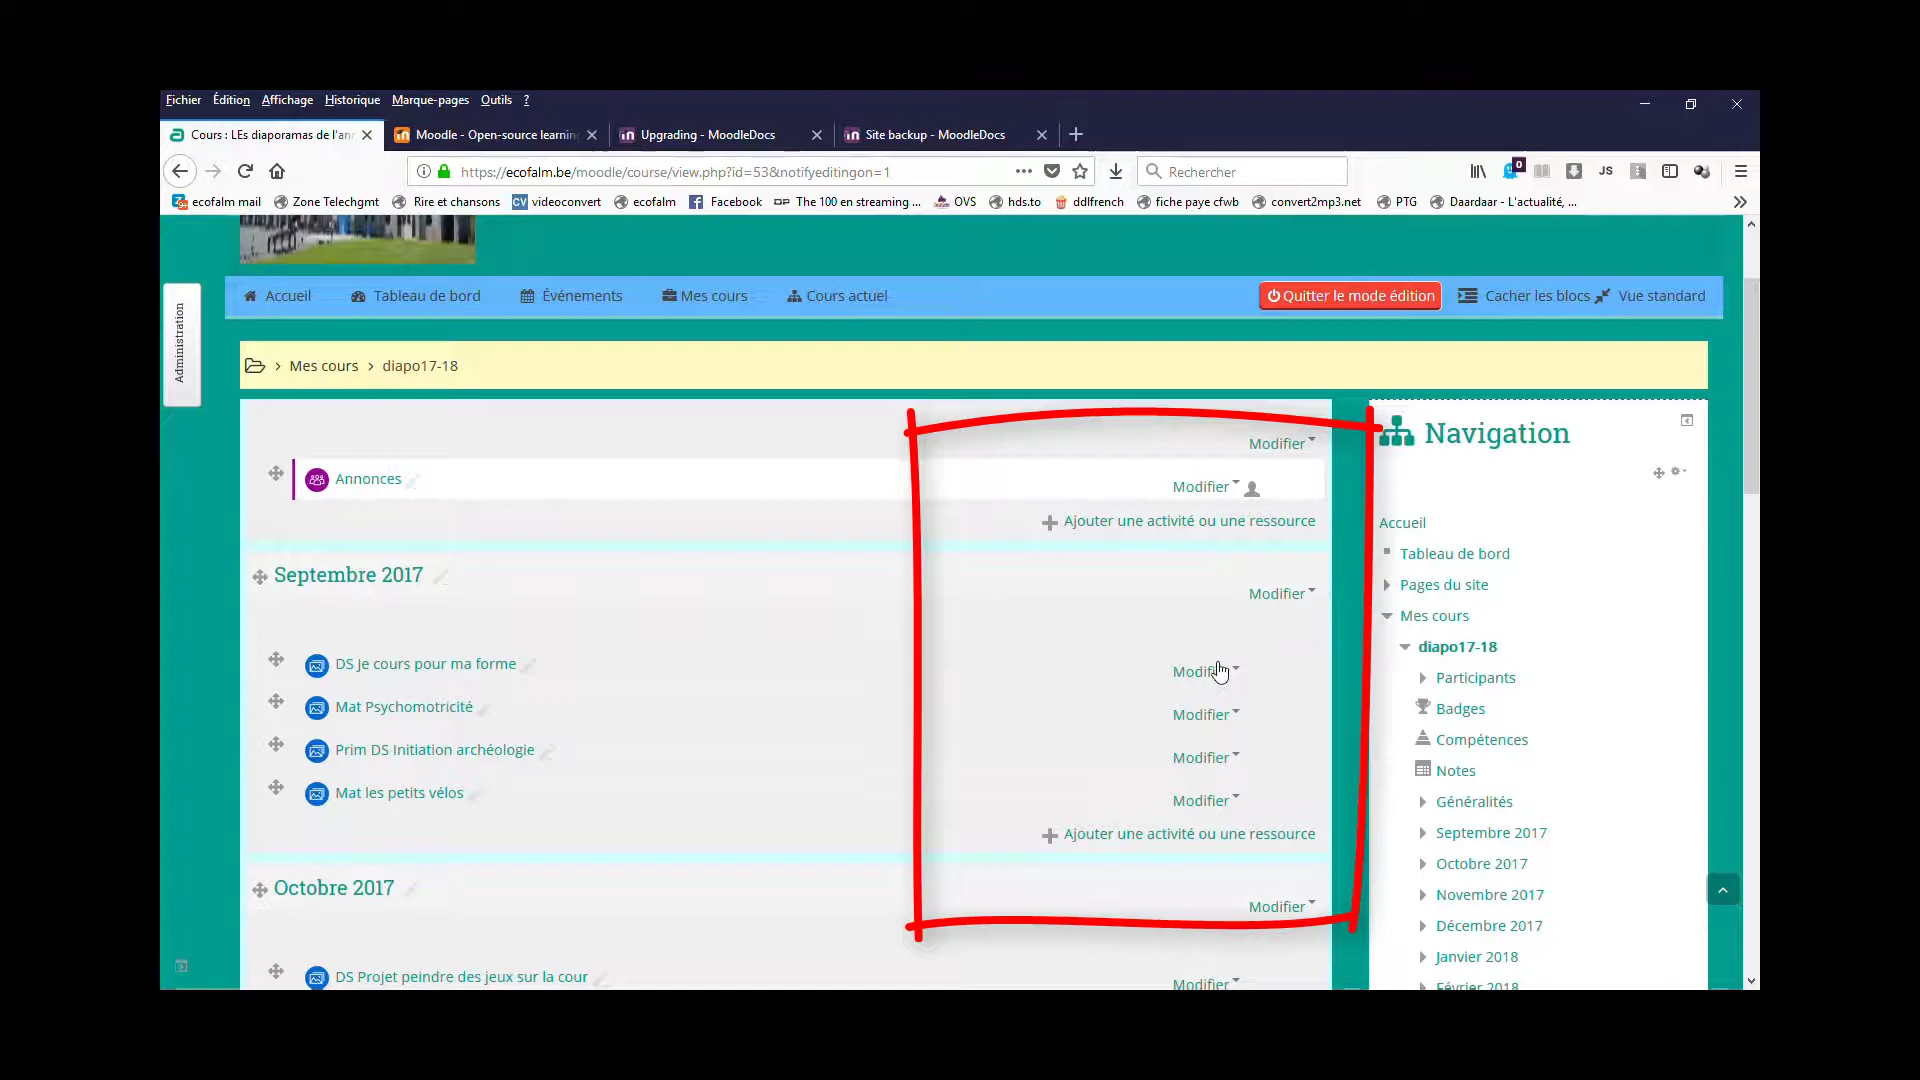 Fichier Édition Affichage Historique Marque-pages Outils ?
Cours : LEs diaporamas de l'an
Moodle - Open-source learnin
Upgrading - MoodleDocs
Site backup - MoodleDocs
https://ecofalm.be/moodle/course/view.php?id=53&notifyeditingon=1
Rechercher
0
JS
ecofalm mail
Zone Telechgmt
Rire et chansons
CV videoconvert
ecofalm
Facebook
DP The 100 en streaming ...
OVS
hds.to
ddlfrench
fiche paye cfwb
convert2mp3.net
PTG
Daardaar - L'actualité, ...
Administration
Accueil
Tableau de bord
Événements
Mes cours
Cours actuel
Quitter le mode édition
Cacher les blocs
Vue standard
Mes cours
diapo17-18
Modifier
Annonces
Modifier
Ajouter une activité ou une ressource
Septembre 2017
Modifier
DS Je cours pour ma forme
Modifier
Mat Psychomotricité
Modifier
Prim DS Initiation archéologie
Modifier
Mat les petits vélos
Modifier
Ajouter une activité ou une ressource
Octobre 2017
Modifier
DS Projet peindre des jeux sur la cour
Modifier
Navigation
Accueil
Tableau de bord
Pages du site
Mes cours
diapo17-18
Participants
Badges
Compétences
Notes
Généralités
Septembre 2017
Octobre 2017
Novembre 2017
Décembre 2017
Janvier 2018
Février 2018